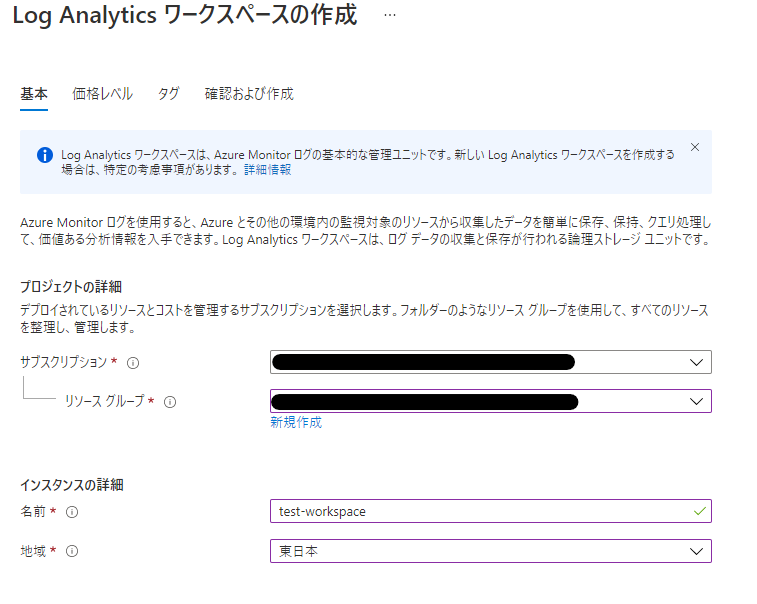 Log Analytics ワークスペースの作成 …
基本 価格レベル タグ 確認および作成
Log Analytics ワークスペースは、Azure Monitor ログの基本的な管理ユニットです。新しい Log Analytics ワークスペースを作成する
場合は、特定の考慮事項があります。 詳細情報
Azure Monitor ログを使用すると、Azure とその他の環境内の監視対象のリソースから収集したデータを簡単に保存、保持、クエリ処理し
て、価値ある分析情報を入手できます。Log Analytics ワークスペースは、ログ データの収集と保存が行われる論理ストレージ ユニットです。
プロジェクトの詳細
デプロイされているリソースとコストを管理するサブスクリプションを選択します。フォルダーのようなリソース グループを使用して、すべてのリソース
を整理し、管理します。
サブスクリプション *
リソース グループ *
新規作成
インスタンスの詳細
名前 * test-workspace
地域 * 東日本